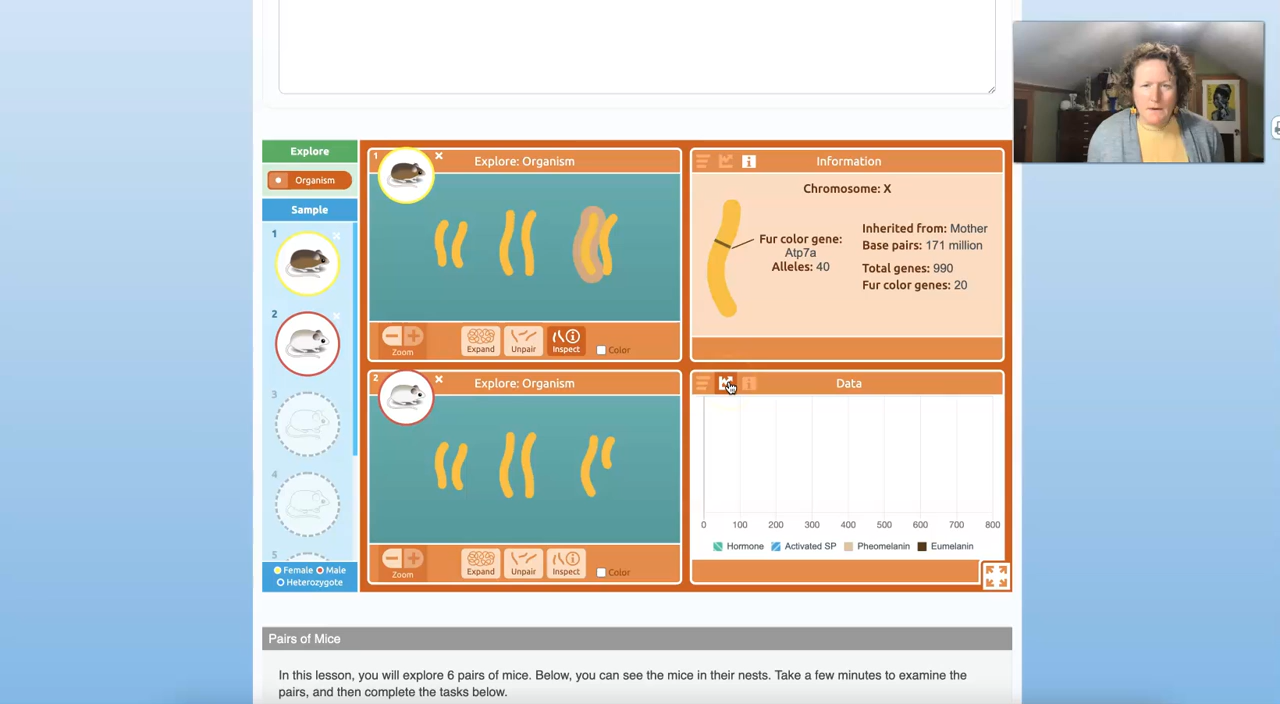 Explore
Organism
Sample
1
2
3
4
5
Female Male
Heterozygote
1
Explore: Organism
Zoom
Expand
Unpair
Inspect
Color
Information
Chromosome: X
Fur color gene:
Atp7a
Alleles: 40
Inherited from: Mother
Base pairs: 171 million
Total genes: 990
Fur color genes: 20
2
Explore: Organism
Zoom
Expand
Unpair
Inspect
Color
Data
0 100 200 300 400 500 600 700 800
Hormone Activated SP Pheomelanin Eumelanin
Pairs of Mice
In this lesson, you will explore 6 pairs of mice. Below, you can see the mice in their nests. Take a few minutes to examine the
pairs, and then complete the tasks below.